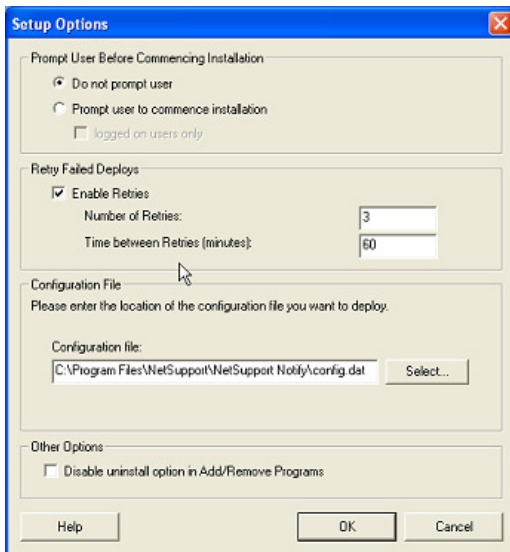 Setup Options
Prompt User Before Commencing Installation
Do not prompt user
Prompt user to commence installation
logged on users only
Retry Failed Deploys
Enable Retries
Number of Retries: 3
Time between Retries (minutes): 60
Configuration File
Please enter the location of the configuration file you want to deploy.
Configuration file:
C:\Program Files\NetSupport\NetSupport Notify\config.dat Select...
Other Options
Disable uninstall option in Add/Remove Programs
Help OK Cancel